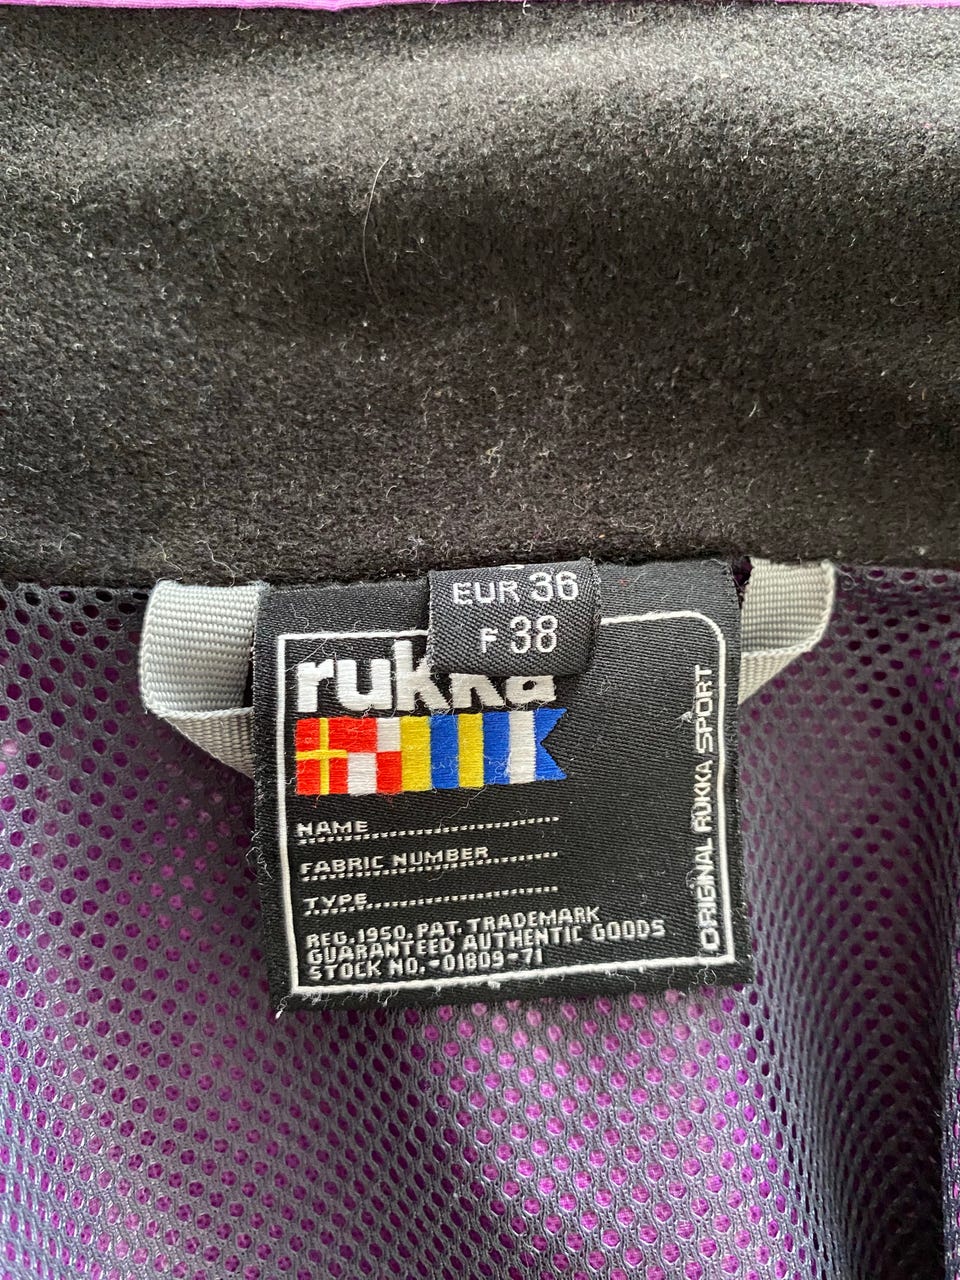 EUR 36
F 38
rukka
NAME
FABRIC NUMBER
TYPE
REG. 1950. PAT. TRADEMARK
GUARANTEED AUTHENTIC GOODS
STOCK NO.-01809-71
ORIGINAL RUKKA SPORT